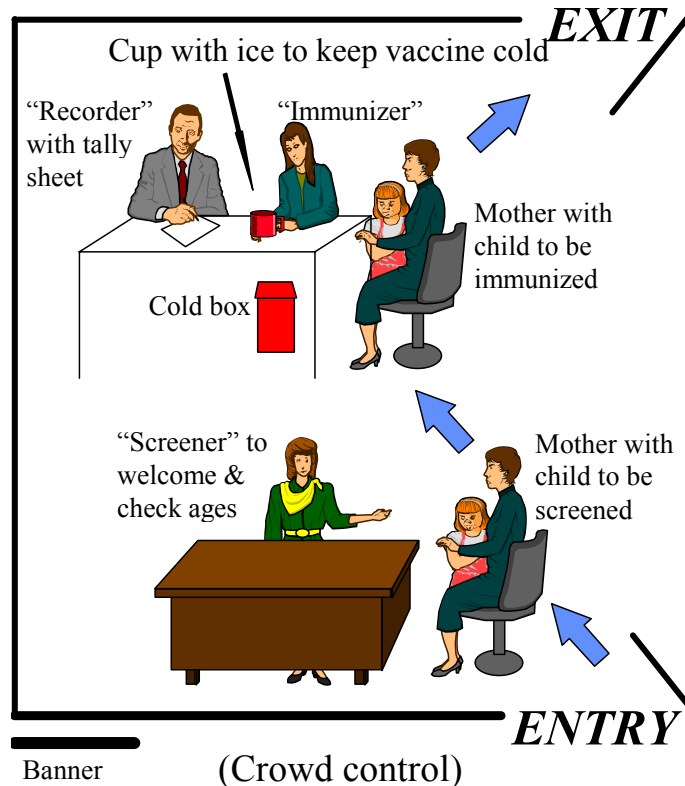 EXIT
Cup with ice to keep vaccine cold
“Recorder”
with tally
sheet
“Immunizer”
Mother with
child to be
immunized
Cold box
“Screener” to
welcome &
check ages
Mother with
child to be
screened
ENTRY
Banner
(Crowd control)